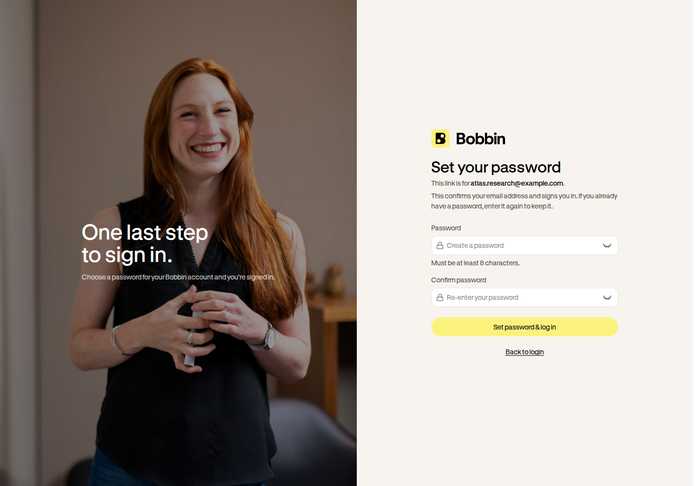 One last step
to sign in.
Choose a password for your Bobbin account and you're signed in.
Bobbin
Set your password
This link is for atlas.research@example.com.
This confirms your email address and signs you in. If you already
have a password, enter it again to keep it.
Password
Create a password
Must be at least 8 characters.
Confirm password
Re-enter your password
Set password & log in
Back to login